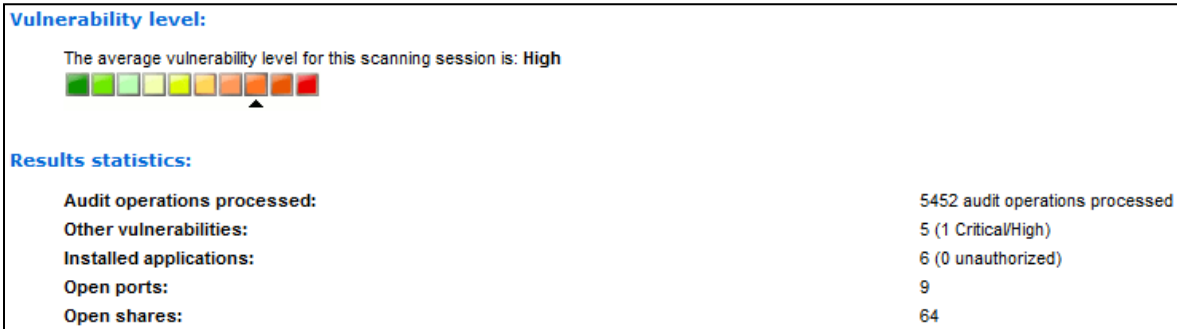 Vulnerability level:
The average vulnerability level for this scanning session is: High
Results statistics:
Audit operations processed: 5452 audit operations processed
Other vulnerabilities: 5 (1 Critical/High)
Installed applications: 6 (0 unauthorized)
Open ports: 9
Open shares: 64